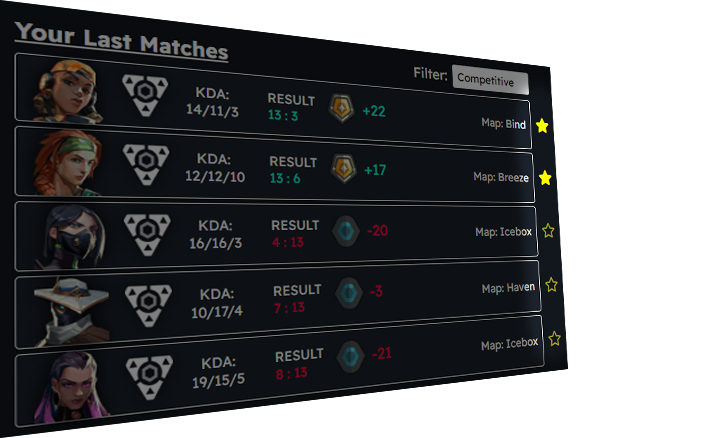 Your Last Matches
Filter: Competitive
KDA: RESULT
14/11/3 13 : 3 +22 Map: Bind
KDA: RESULT
12/12/10 13 : 6 +17 Map: Breeze
KDA: RESULT
16/16/3 4 : 13 -20 Map: Icebox
KDA: RESULT
10/17/4 7 : 13 -3 Map: Haven
KDA: RESULT
19/15/5 8 : 13 -21 Map: Icebox